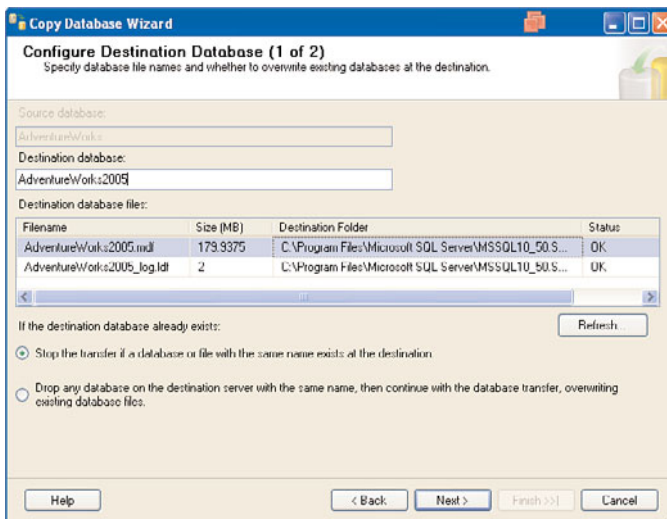 Copy Database Wizard
Configure Destination Database (1 of 2)
Specify database file names and whether to overwrite existing databases at the destination.
Source database:
AdventureWorks
Destination database:
AdventureWorks2005
Destination database files:
Filename Size (MB) Destination Folder Status
AdventureWorks2005.mdf 179.9375 C:\Program Files\Microsoft SQL Server\MSSQL10_50.S... OK
AdventureWorks2005_log.ldf 2 C:\Program Files\Microsoft SQL Server\MSSQL10_50.S... OK
If the destination database already exists:
Refresh...
Stop the transfer if a database or file with the same name exists at the destination.
Drop any database on the destination server with the same name, then continue with the database transfer, overwriting
existing database files.
Help < Back Next > Finish >>| Cancel